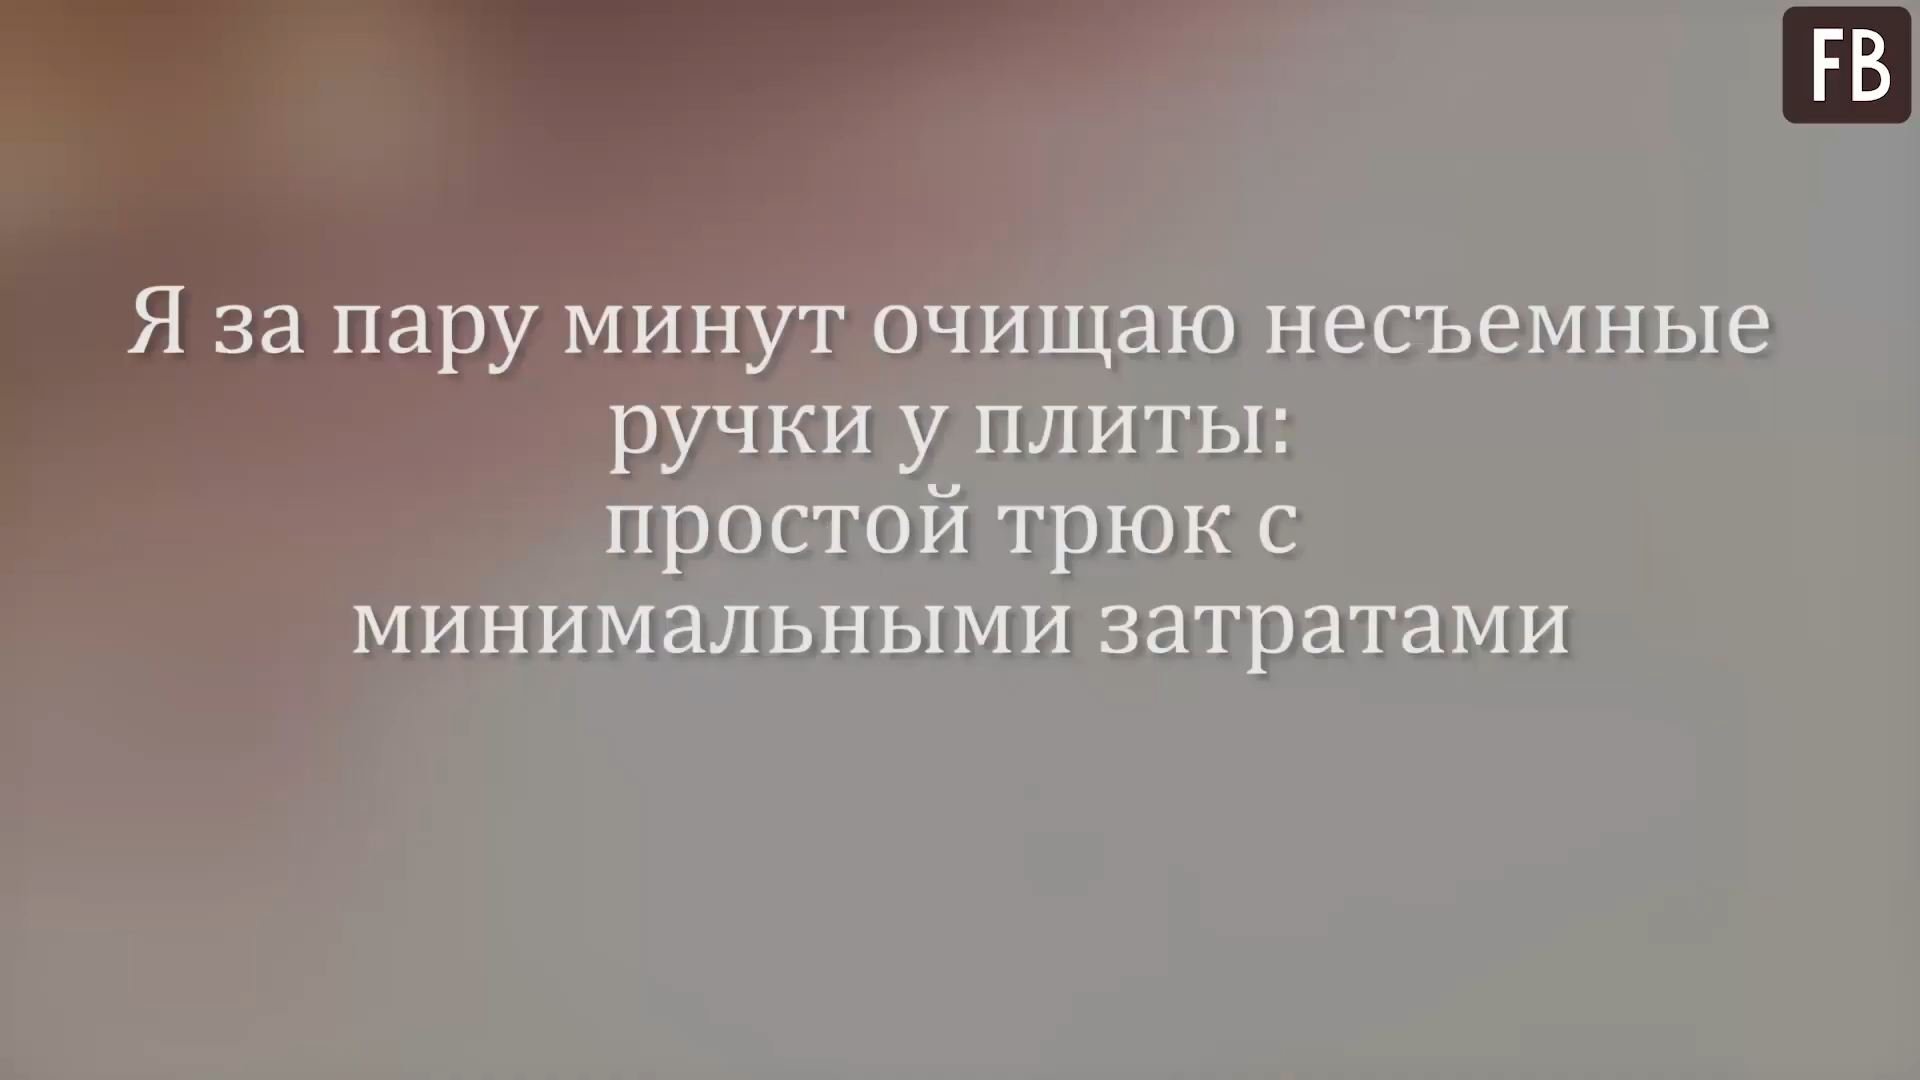 FB
Я за пару минут очищаю несъемные
ручки у плиты:
простой трюк с
минимальными затратами